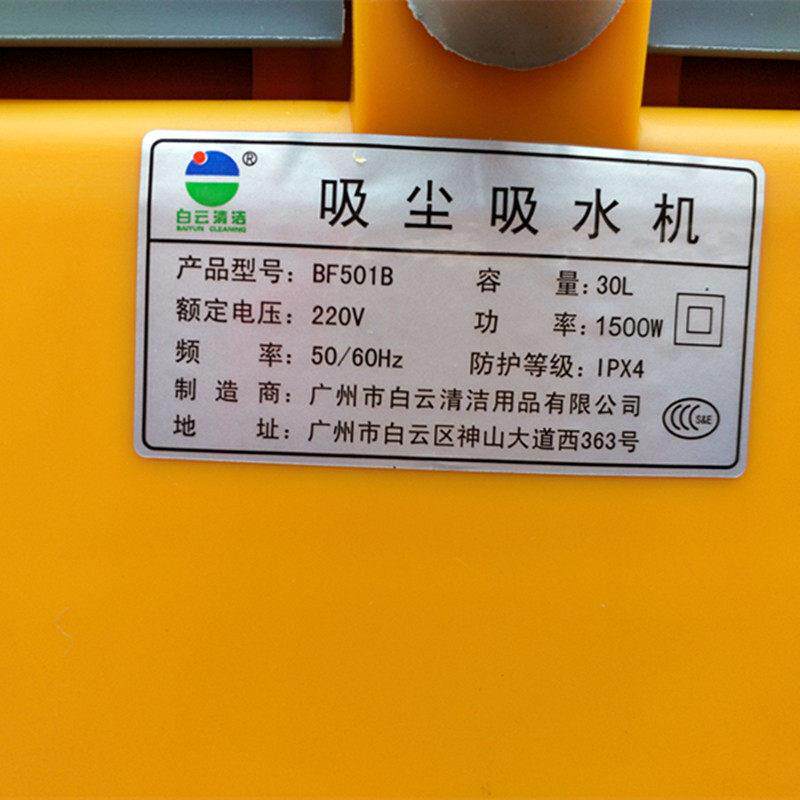 吸尘吸水机
®
白云清洁
BAIYUN CLEANING
产品型号: BF501B 容量: 30L
额定电压: 220V 功率: 1500W
频率: 50/60Hz 防护等级: IPX4
制造商: 广州市白云清洁用品有限公司
CCC S&E
地址: 广州市白云区神山大道西363号